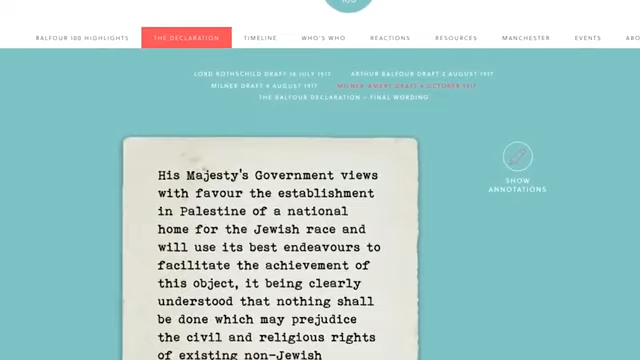 100
BALFOUR 100 HIGHLIGHTS THE DECLARATION TIMELINE WHO'S WHO REACTIONS RESOURCES MANCHESTER EVENTS ABO
LORD ROTHSCHILD DRAFT 18 JULY 1917 ARTHUR BALFOUR DRAFT 2 AUGUST 1917
MILNER DRAFT 4 AUGUST 1917 MILNER-AMERY DRAFT 4 OCTOBER 1917
THE BALFOUR DECLARATION – FINAL WORDING
SHOW
ANNOTATIONS
His Majesty's Government views
with favour the establishment
in Palestine of a national
home for the Jewish race and
will use its best endeavours to
facilitate the achievement of
this object, it being clearly
understood that nothing shall
be done which may prejudice
the civil and religious rights
of existing non-Jewish